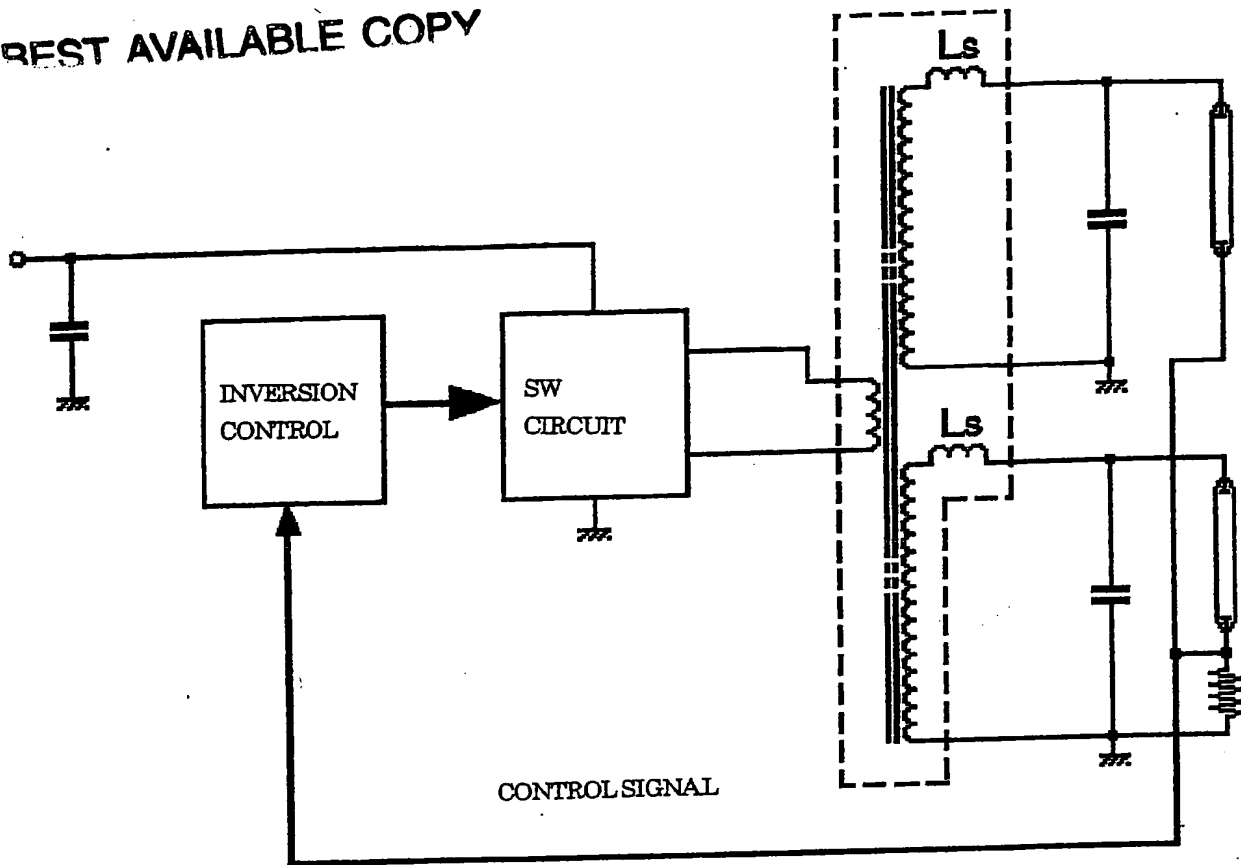 BEST AVAILABLE COPY
Ls
INVERSION
CONTROL
SW
CIRCUIT
Ls
CONTROL SIGNAL